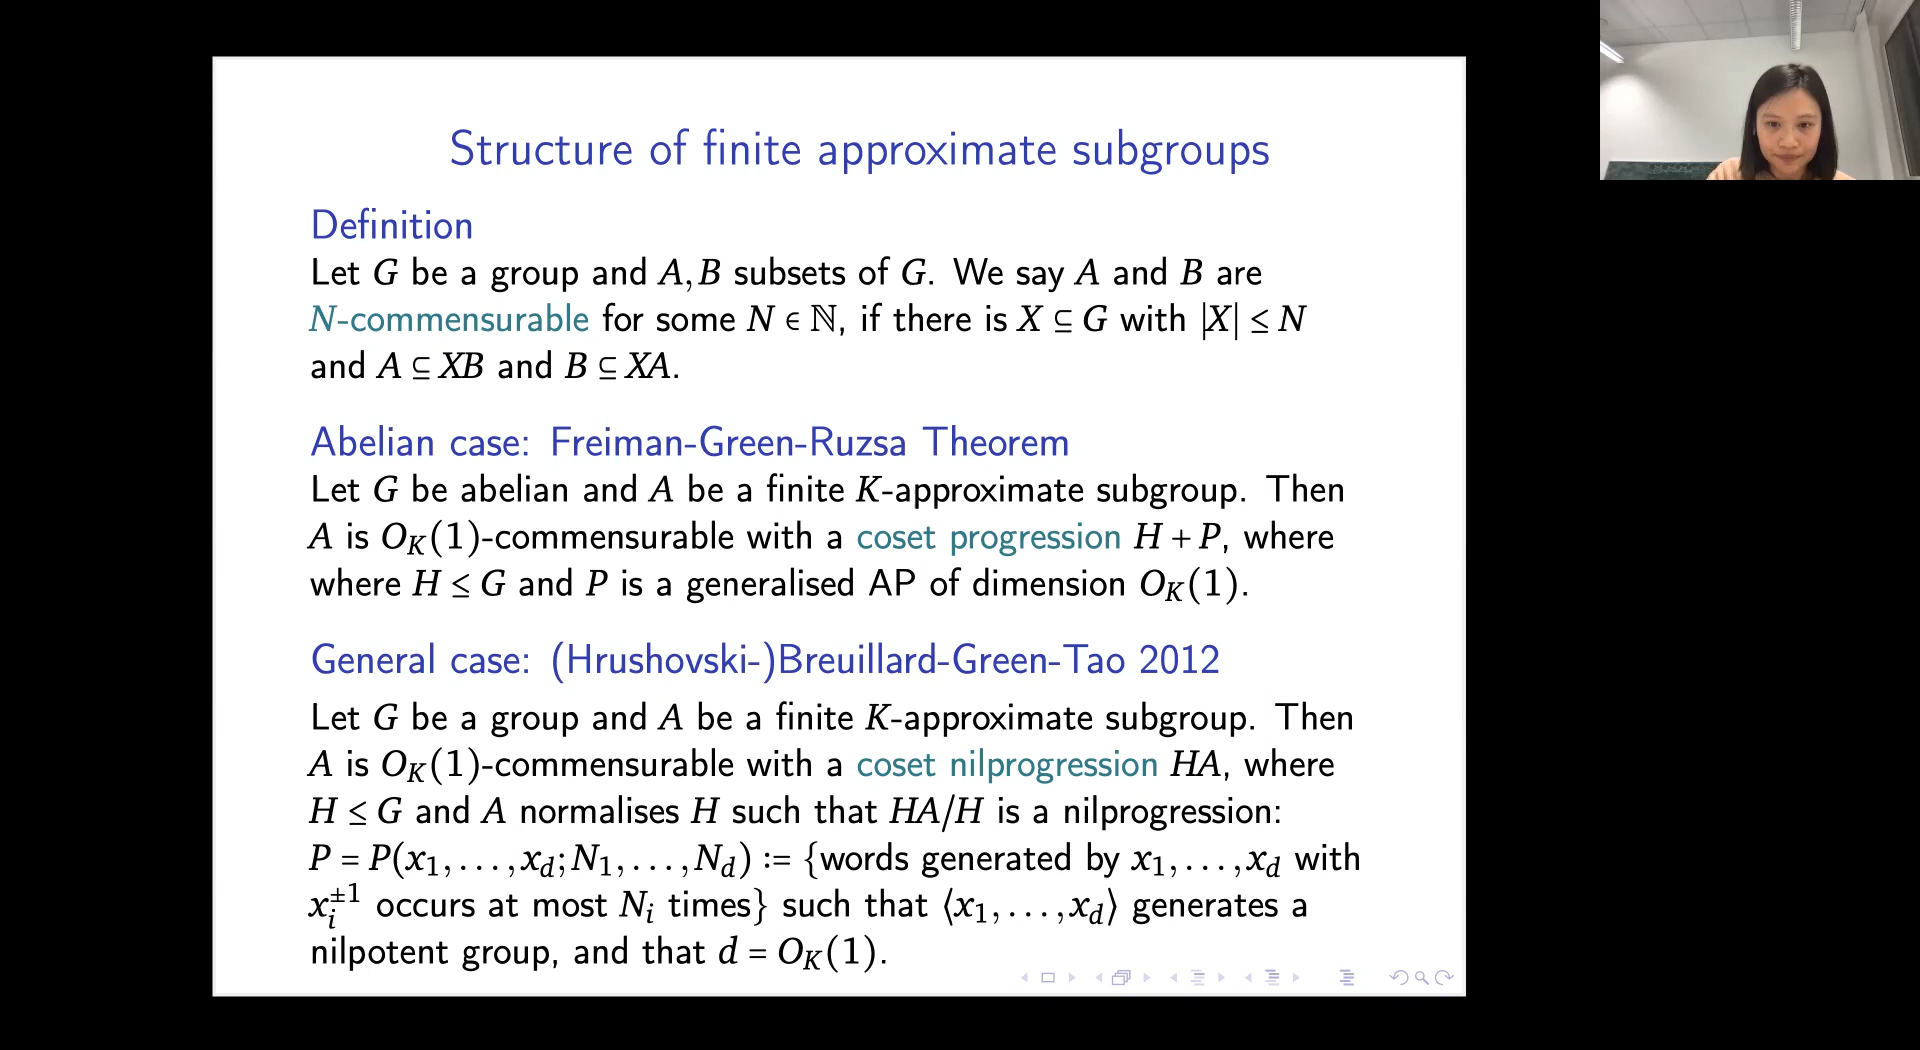 Structure of finite approximate subgroups
Definition
Let G be a group and A, B subsets of G. We say A and B are
N-commensurable for some N ∈ ℕ, if there is X ⊆ G with |X| ≤ N
and A ⊆ XB and B ⊆ XA.
Abelian case: Freiman-Green-Ruzsa Theorem
Let G be abelian and A be a finite K-approximate subgroup. Then
A is O_K(1)-commensurable with a coset progression H + P, where
where H ≤ G and P is a generalised AP of dimension O_K(1).
General case: (Hrushovski-)Breuillard-Green-Tao 2012
Let G be a group and A be a finite K-approximate subgroup. Then
A is O_K(1)-commensurable with a coset nilprogression HA, where
H ≤ G and A normalises H such that HA/H is a nilprogression:
P = P(x_1,...,x_d; N_1,...,N_d) := {words generated by x_1,...,x_d with
x_i^{±1} occurs at most N_i times} such that ⟨x_1,...,x_d⟩ generates a
nilpotent group, and that d = O_K(1).